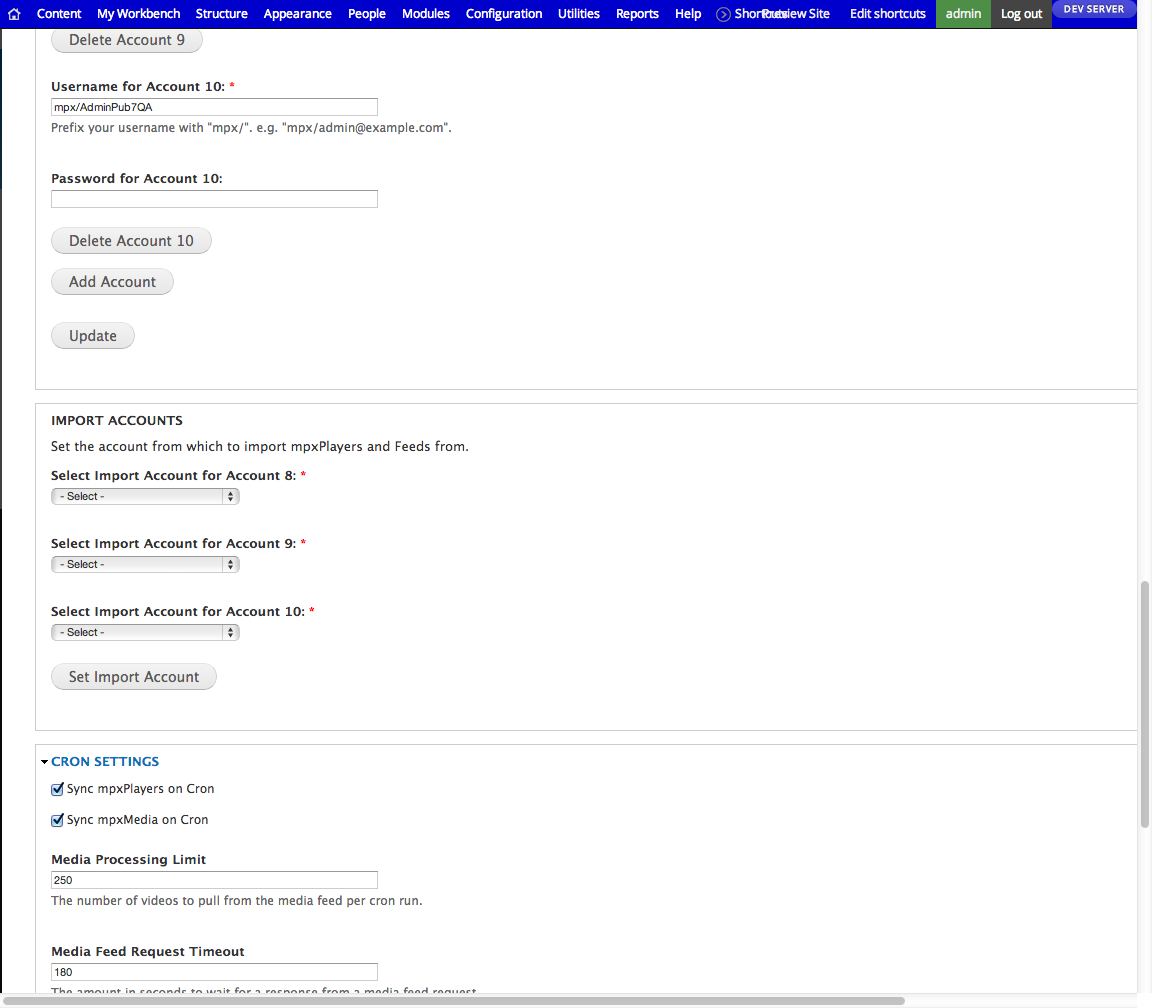 Content My Workbench Structure Appearance People Modules Configuration Utilities Reports Help Shortcuts Preview Site Edit shortcuts admin Log out DEV SERVER
Delete Account 9
Username for Account 10: *
mpx/AdminPub7QA
Prefix your username with "mpx/". e.g. "mpx/admin@example.com".
Password for Account 10:
Delete Account 10
Add Account
Update
IMPORT ACCOUNTS
Set the account from which to import mpxPlayers and Feeds from.
Select Import Account for Account 8: *
- Select -
Select Import Account for Account 9: *
- Select -
Select Import Account for Account 10: *
- Select -
Set Import Account
CRON SETTINGS
Sync mpxPlayers on Cron
Sync mpxMedia on Cron
Media Processing Limit
250
The number of videos to pull from the media feed per cron run.
Media Feed Request Timeout
180
The amount in seconds to wait for a response from a media feed request